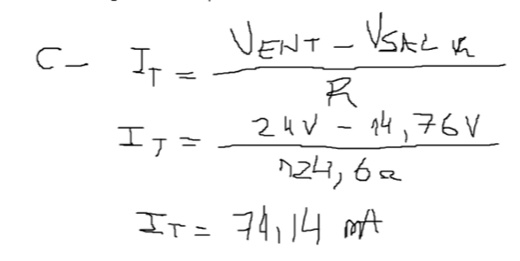 C- I_T = (V_ENT - V_SAL R) / R
I_T = (24V - 14,76V) / 124,6Ω
I_T = 74,14 mA